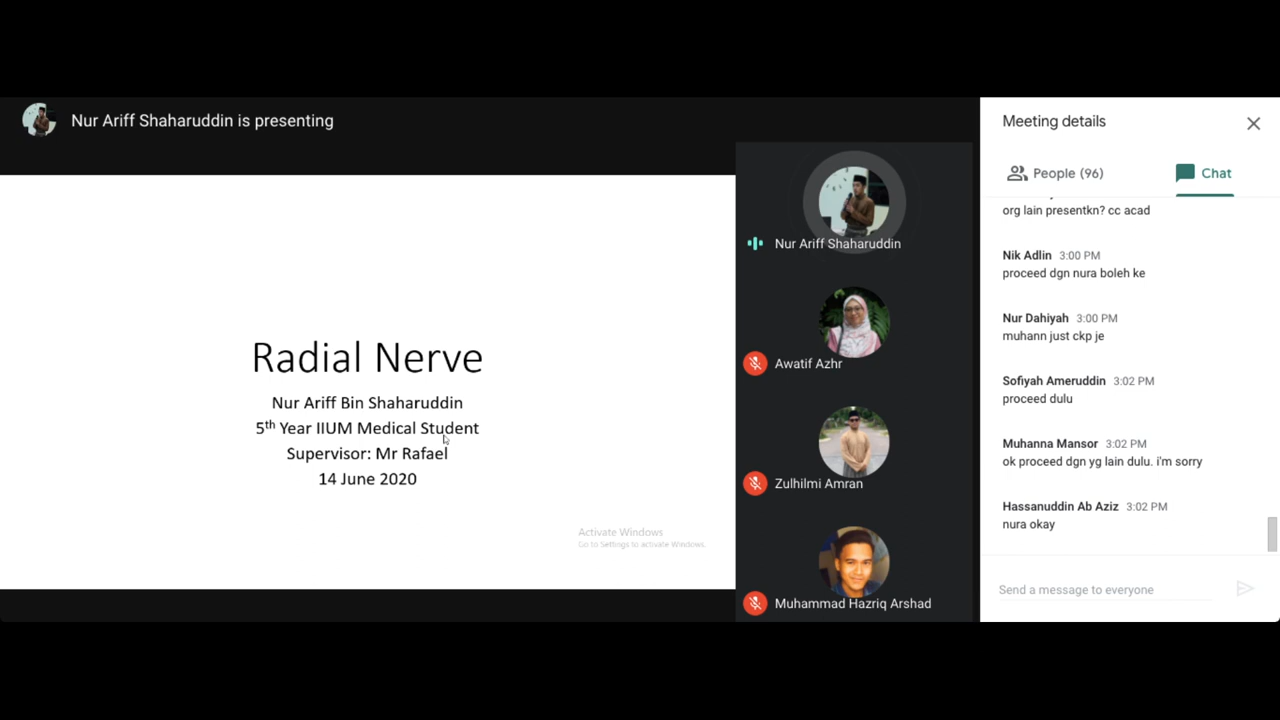 Nur Ariff Shaharuddin is presenting
Radial Nerve
Nur Ariff Bin Shaharuddin
5th Year IIUM Medical Student
Supervisor: Mr Rafael
14 June 2020
Activate Windows
Go to Settings to activate Windows.
Nur Ariff Shaharuddin
Awatif Azhr
Zulhilmi Amran
Muhammad Hazriq Arshad
Meeting details
People (96)
Chat
org lain presentkn? cc acad
Nik Adlin 3:00 PM
proceed dgn nura boleh ke
Nur Dahiyah 3:00 PM
muhann just ckp je
Sofiyah Ameruddin 3:02 PM
proceed dulu
Muhanna Mansor 3:02 PM
ok proceed dgn yg lain dulu. i'm sorry
Hassanuddin Ab Aziz 3:02 PM
nura okay
Send a message to everyone